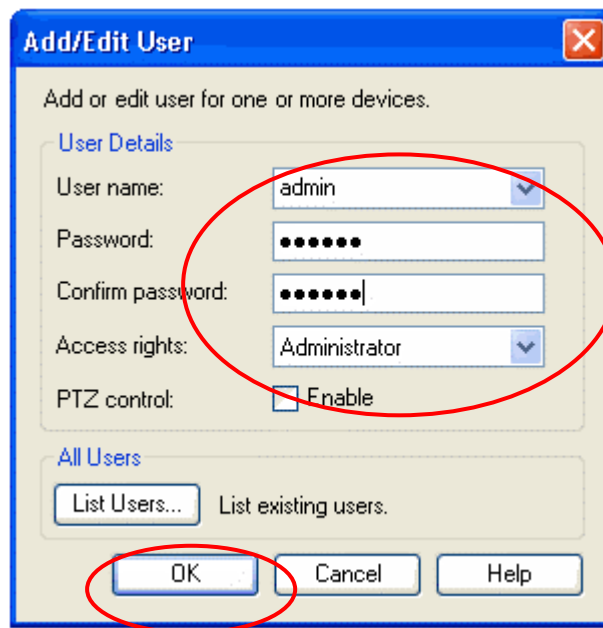 Add/Edit User
Add or edit user for one or more devices.
User Details
User name: admin
Password: ●●●●●●
Confirm password: ●●●●●●
Access rights: Administrator
PTZ control: Enable
All Users
List Users... List existing users.
OK Cancel Help